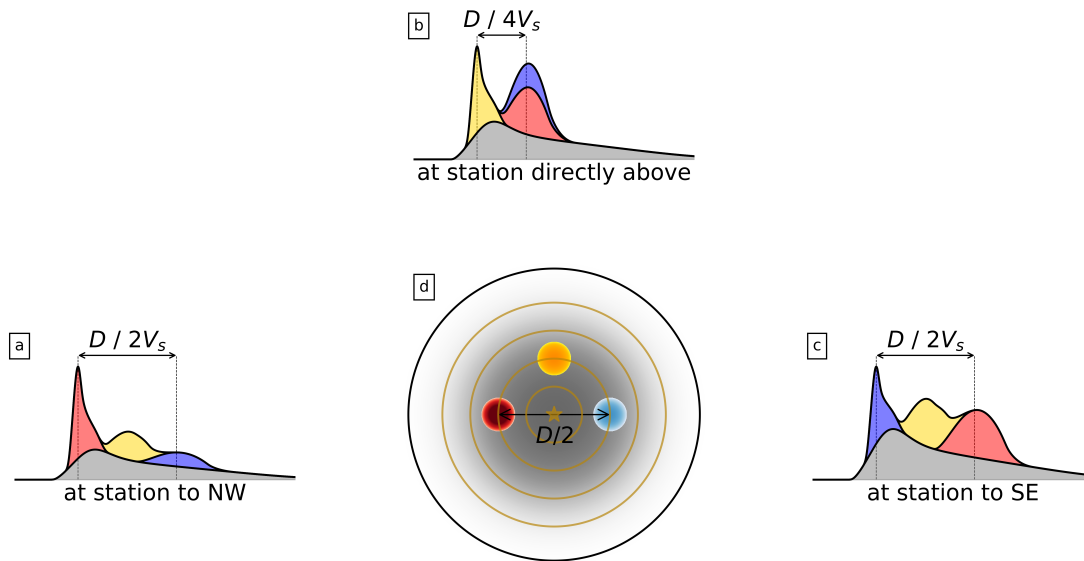 b
D / 4Vₛ
at station directly above
a
D / 2Vₛ
at station to NW
d
D/2
c
D / 2Vₛ
at station to SE